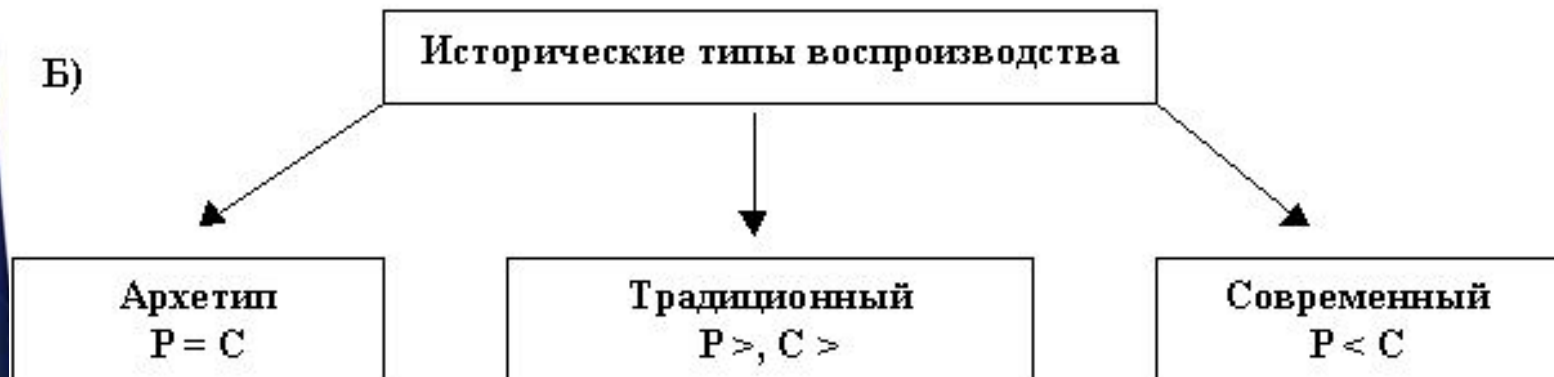 Б)
Исторические типы воспроизводства
Архетип
Р = С
Традиционный
Р >, С >
Современный
Р < С